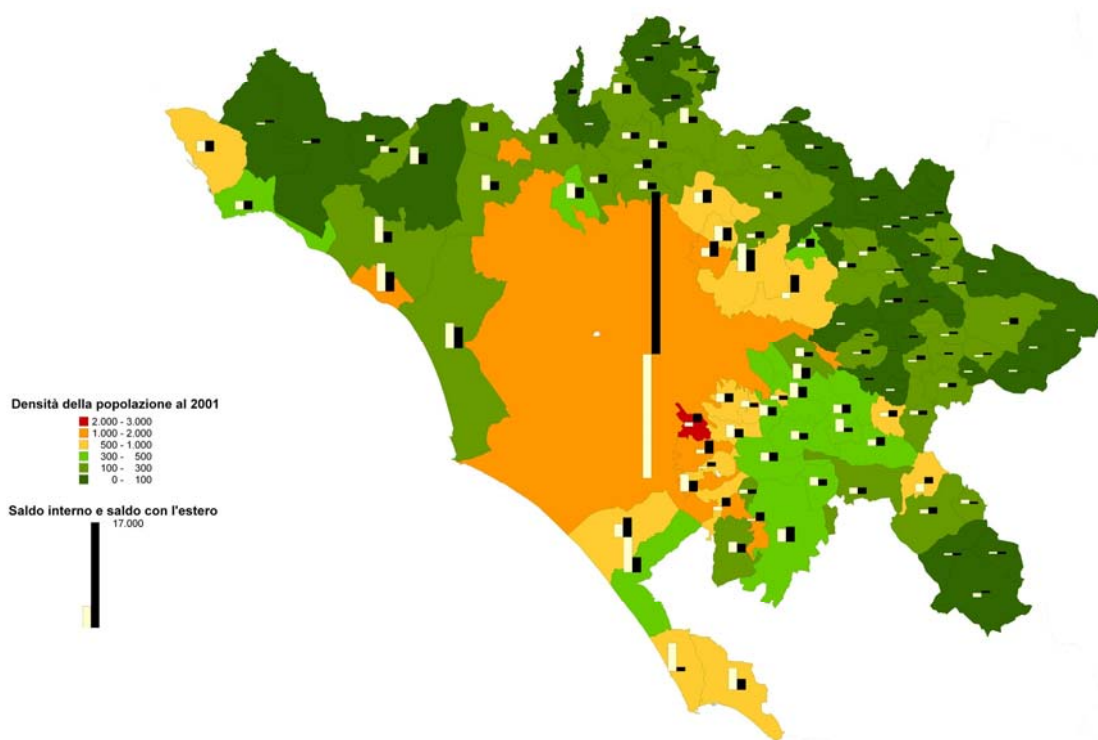 Densità della popolazione al 2001
2.000 - 3.000
1.000 - 2.000
500 - 1.000
300 - 500
100 - 300
0 - 100
Saldo interno e saldo con l'estero
17.000